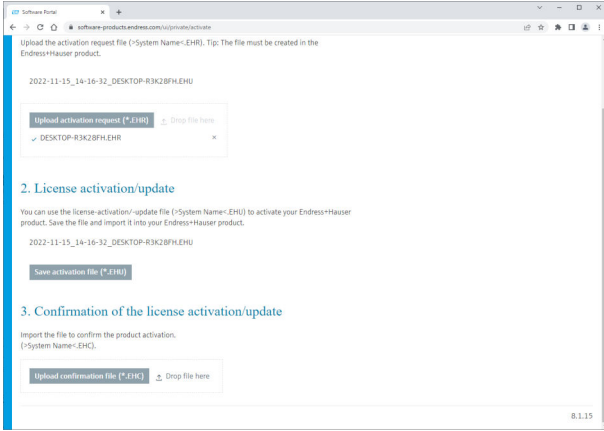 Software Portal
software-products.endress.com/ui/private/activate
Upload the activation request file (>System Name<.EHR). Tip: The file must be created in the
Endress+Hauser product.
2022-11-15_14-16-32_DESKTOP-R3K28FH.EHU
Upload activation request (*.EHR) Drop file here
DESKTOP-R3K28FH.EHR
2. License activation/update
You can use the license-activation/-update file (>System Name<.EHU) to activate your Endress+Hauser
product. Save the file and import it into your Endress+Hauser product.
2022-11-15_14-16-32_DESKTOP-R3K28FH.EHU
Save activation file (*.EHU)
3. Confirmation of the license activation/update
Import the file to confirm the product activation.
(>System Name<.EHC).
Upload confirmation file (*.EHC) Drop file here
8.1.15